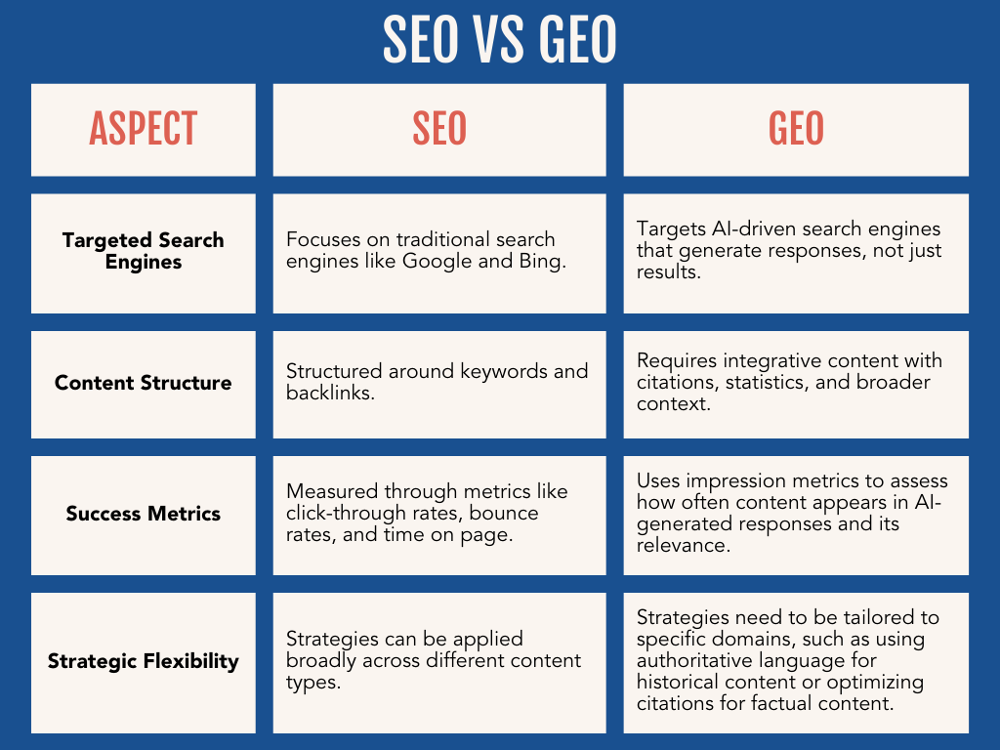 SEO VS GEO
ASPECT
SEO
GEO
Targeted Search
Engines
Focuses on traditional search
engines like Google and Bing.
Targets AI-driven search engines
that generate responses, not just
results.
Content Structure
Structured around keywords and
backlinks.
Requires integrative content with
citations, statistics, and broader
context.
Success Metrics
Measured through metrics like
click-through rates, bounce
rates, and time on page.
Uses impression metrics to assess
how often content appears in AI-
generated responses and its
relevance.
Strategic Flexibility
Strategies can be applied
broadly across different content
types.
Strategies need to be tailored to
specific domains, such as using
authoritative language for
historical content or optimizing
citations for factual content.